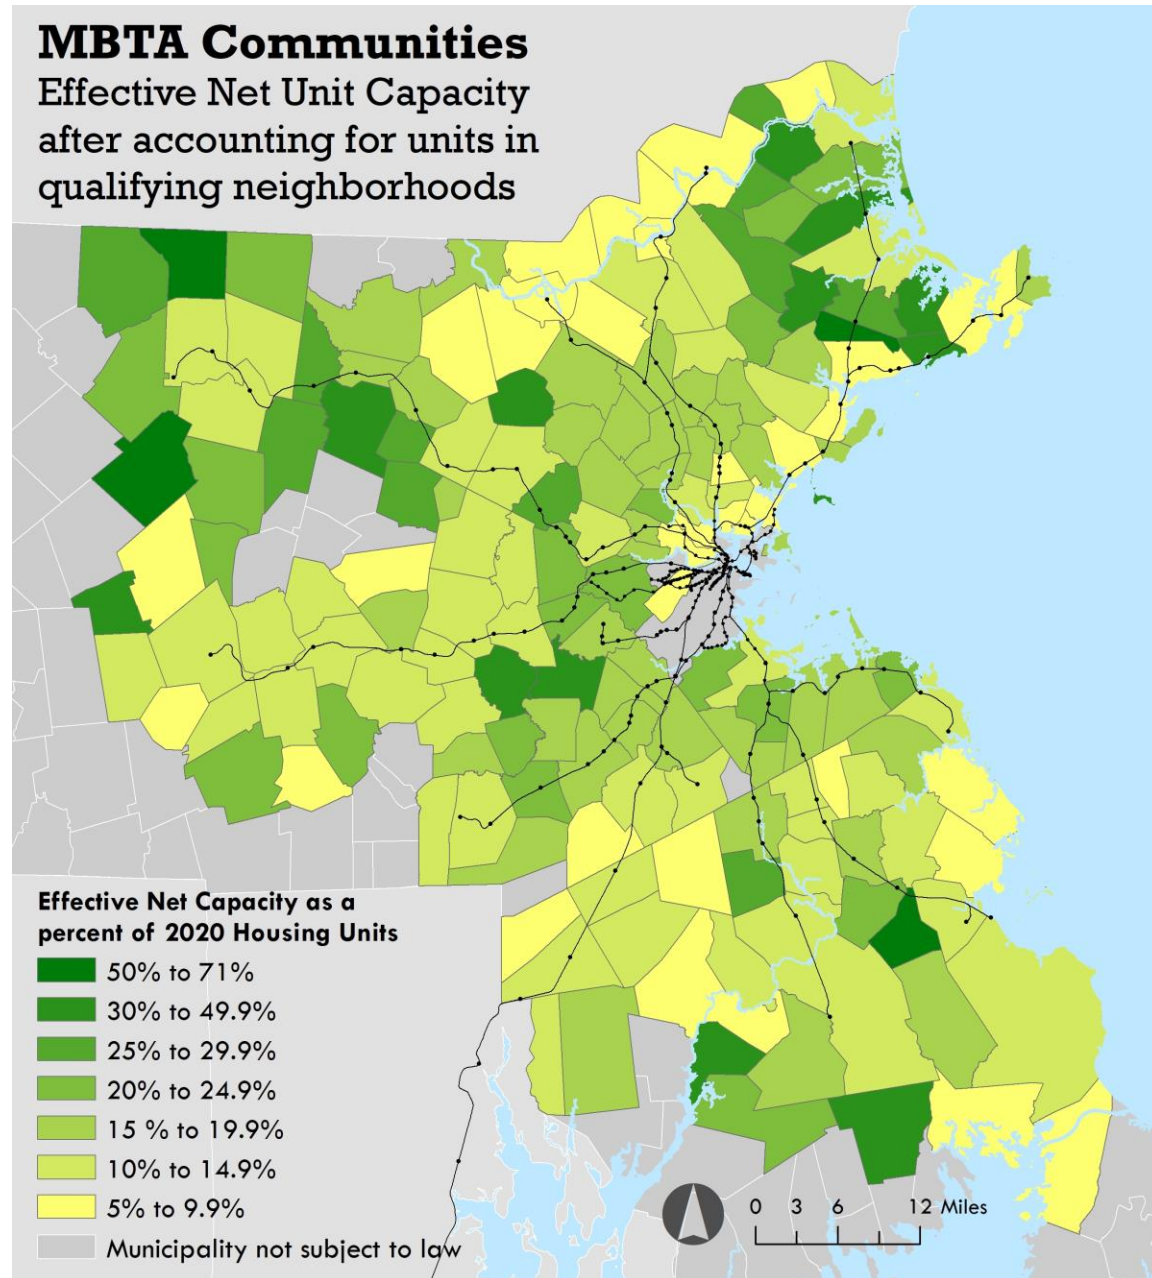 MBTA Communities
Effective Net Unit Capacity
after accounting for units in
qualifying neighborhoods
Effective Net Capacity as a
percent of 2020 Housing Units
50% to 71%
30% to 49.9%
25% to 29.9%
20% to 24.9%
15 % to 19.9%
10% to 14.9%
5% to 9.9%
Municipality not subject to law
0 3 6 12 Miles